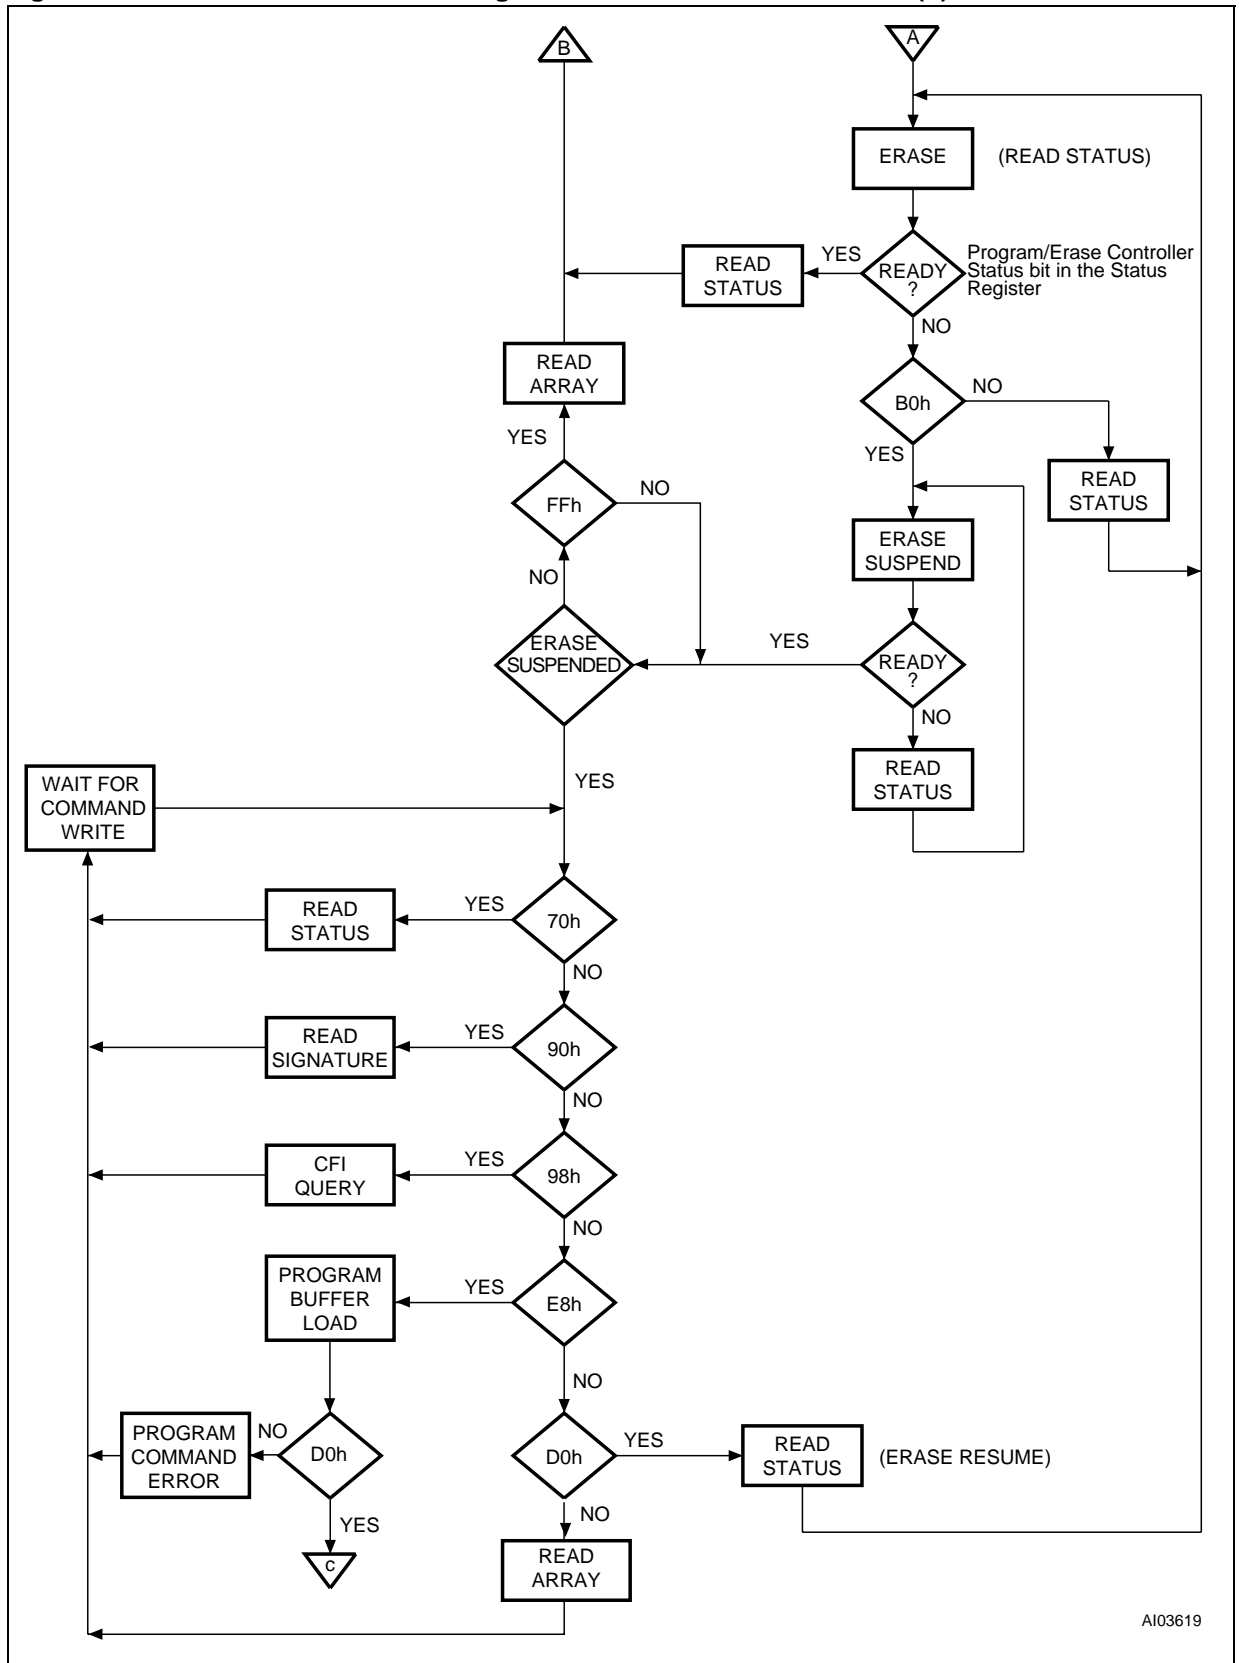 B
A
ERASE
(READ STATUS)
READ
STATUS
YES
READY
?
Program/Erase Controller
Status bit in the Status
Register
NO
READ
ARRAY
B0h
NO
YES
YES
READ
STATUS
FFh
NO
ERASE
SUSPEND
NO
ERASE
SUSPENDED
YES
READY
?
NO
YES
READ
STATUS
WAIT FOR
COMMAND
WRITE
READ
STATUS
YES
70h
NO
READ
SIGNATURE
YES
90h
NO
CFI
QUERY
YES
98h
NO
PROGRAM
BUFFER
LOAD
YES
E8h
NO
PROGRAM
COMMAND
ERROR
NO
D0h
YES
c
D0h
YES
READ
STATUS
(ERASE RESUME)
NO
READ
ARRAY
AI03619